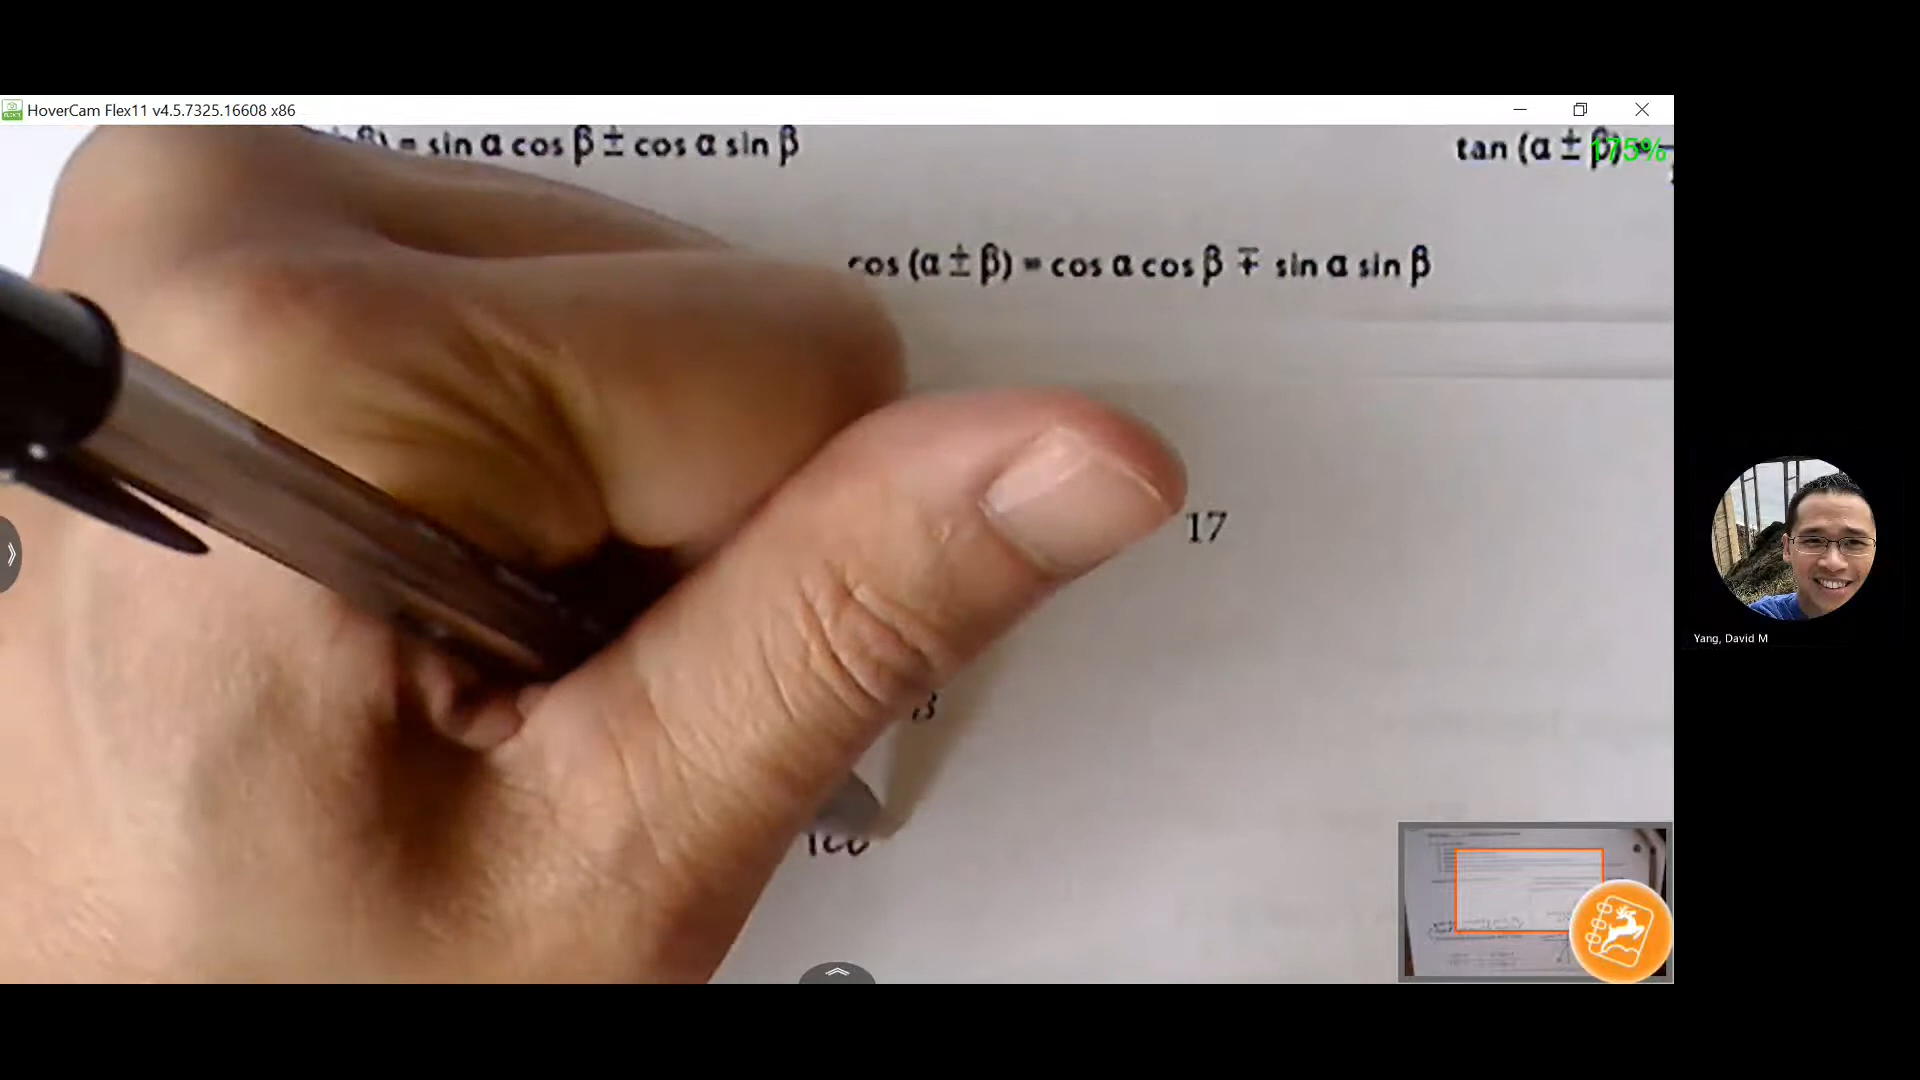 HoverCam Flex11 v4.5.7325.16608 x86
= sin α cos β ± cos α sin β
tan (α ± β) =
175%
cos (α ± β) = cos α cos β ∓ sin α sin β
17
Yang, David M